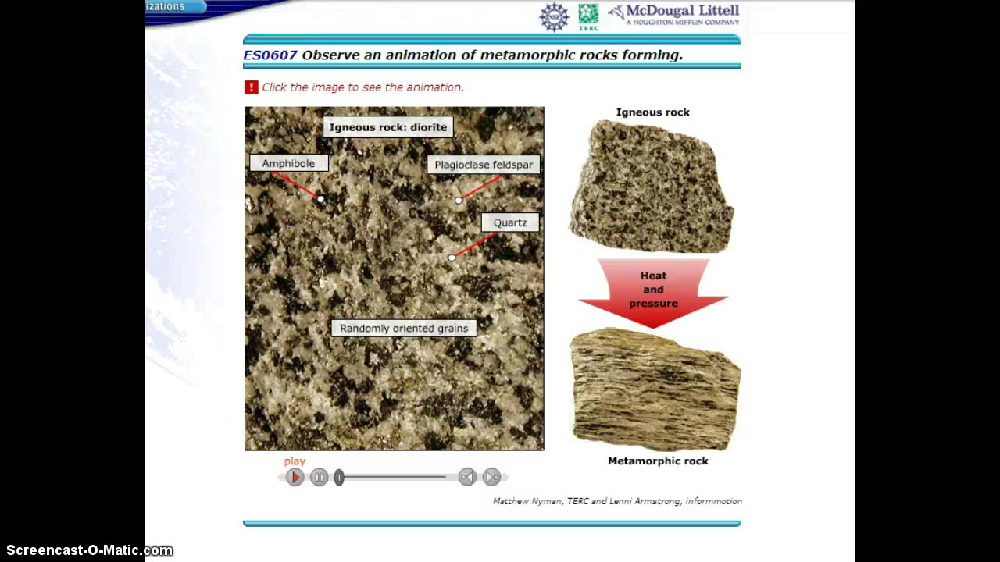 izations
NSF
TERC
McDougal Littell
A HOUGHTON MIFFLIN COMPANY
ES0607 Observe an animation of metamorphic rocks forming.
! Click the image to see the animation.
Igneous rock: diorite
Amphibole
Plagioclase feldspar
Quartz
Randomly oriented grains
Igneous rock
Heat
and
pressure
Metamorphic rock
play
Matthew Nyman, TERC and Lenni Armstrong, informmotion
Screencast-O-Matic.com